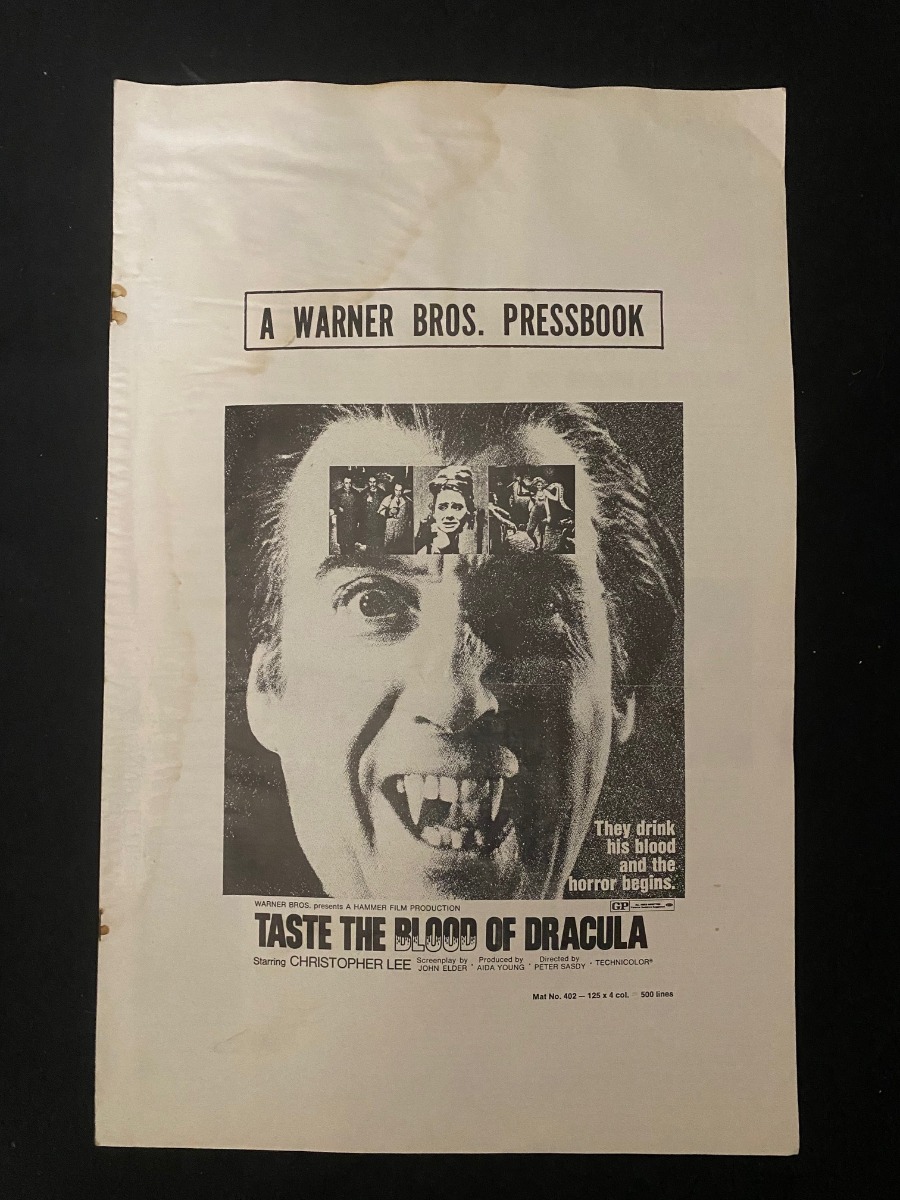 A WARNER BROS. PRESSBOOK
They drink
his blood
and the
horror begins.
WARNER BROS. presents A HAMMER FILM PRODUCTION
GP
TASTE THE BLOOD OF DRACULA
Starring CHRISTOPHER LEE · Screenplay by JOHN ELDER · Produced by AIDA YOUNG · Directed by PETER SASDY · TECHNICOLOR®
Mat No. 402 — 125 x 4 col. — 500 lines